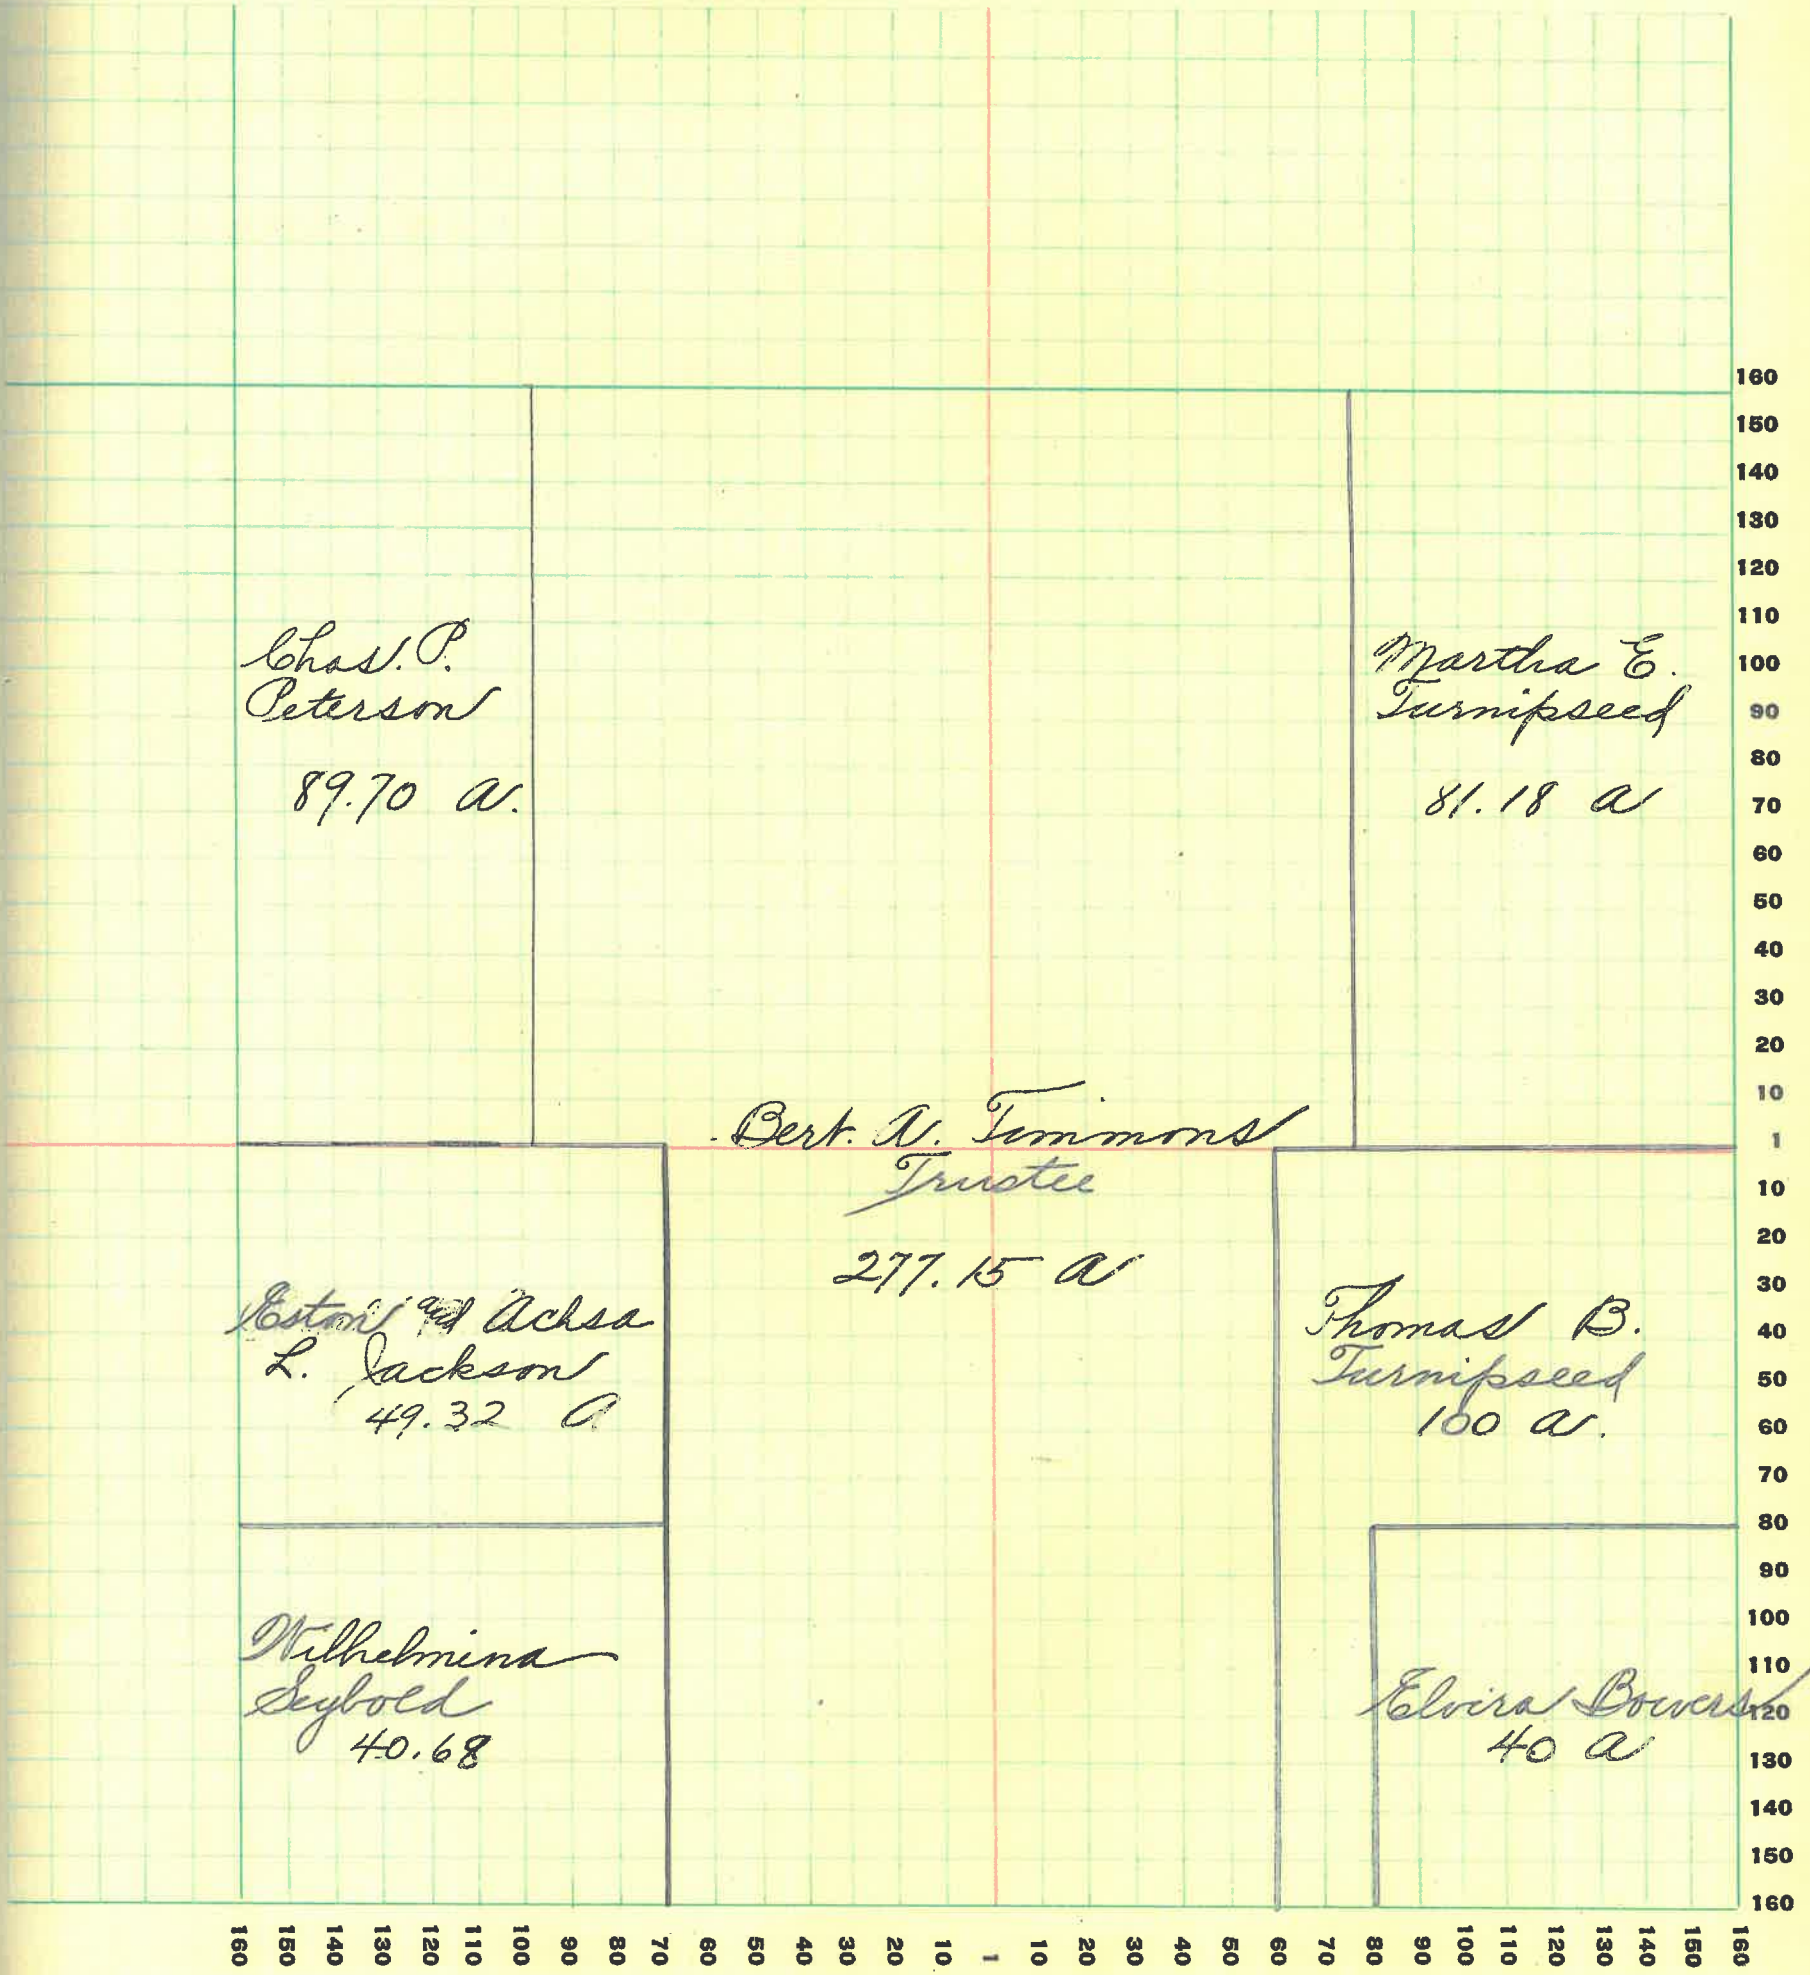 160
150
140
130
120
110
100
90
80
70
60
50
40
30
20
10
1
10
20
30
40
50
60
70
80
90
100
110
120
130
140
150
160
Chas. P.
Peterson
89.70 A.
Martha E.
Turnipseed
81.18 A
Bert. A. Timmons
Trustee
277.15 A
Eston and Achsa
L. Jackson
49.32 A
Thomas B.
Turnipseed
100 A.
Wilhelmina
Seybold
40.68
Elvira Bowers
40 A
160 150 140 130 120 110 100 90 80 70 60 50 40 30 20 10 1 10 20 30 40 50 60 70 80 90 100 110 120 130 140 150 160